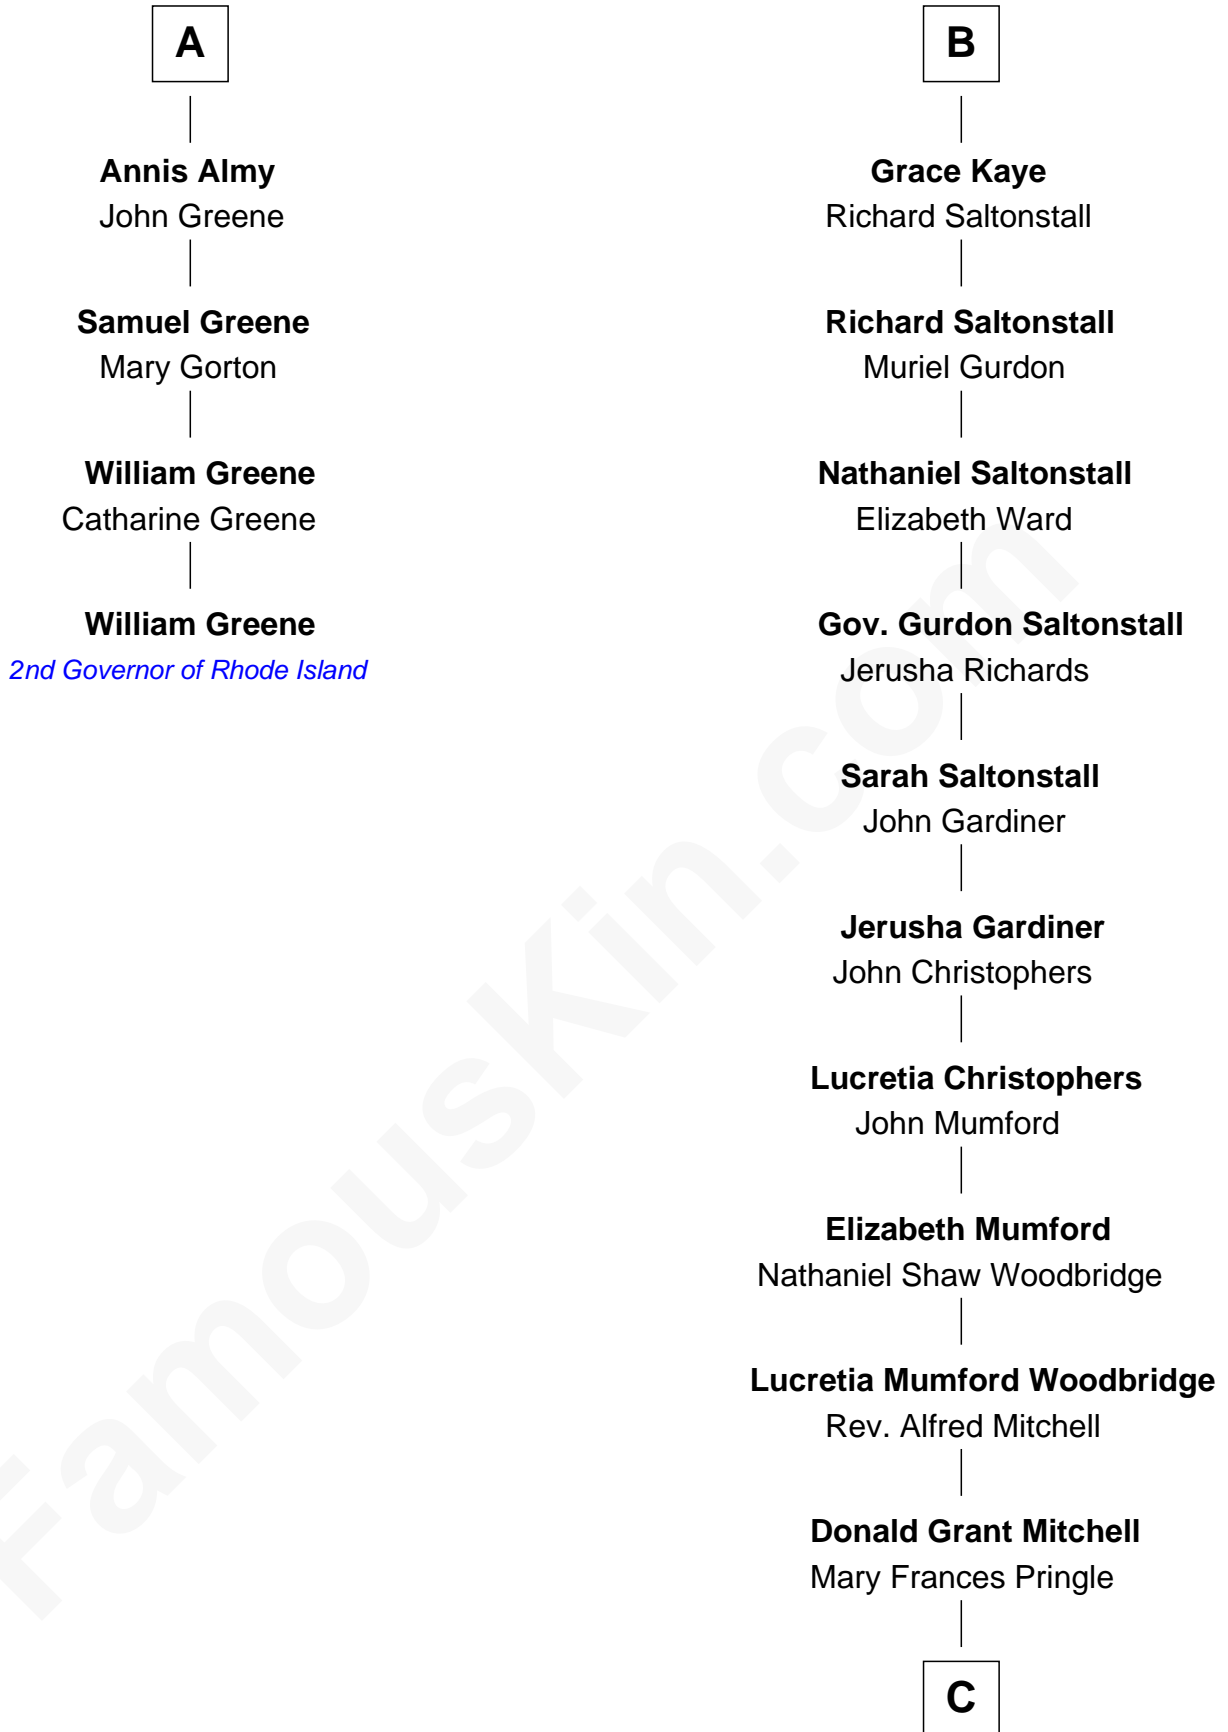 A
Annis Almy
John Greene
Samuel Greene
Mary Gorton
William Greene
Catharine Greene
William Greene
2nd Governor of Rhode Island
B
Grace Kaye
Richard Saltonstall
Richard Saltonstall
Muriel Gurdon
Nathaniel Saltonstall
Elizabeth Ward
Gov. Gurdon Saltonstall
Jerusha Richards
Sarah Saltonstall
John Gardiner
Jerusha Gardiner
John Christophers
Lucretia Christophers
John Mumford
Elizabeth Mumford
Nathaniel Shaw Woodbridge
Lucretia Mumford Woodbridge
Rev. Alfred Mitchell
Donald Grant Mitchell
Mary Frances Pringle
C
FamousKin.com